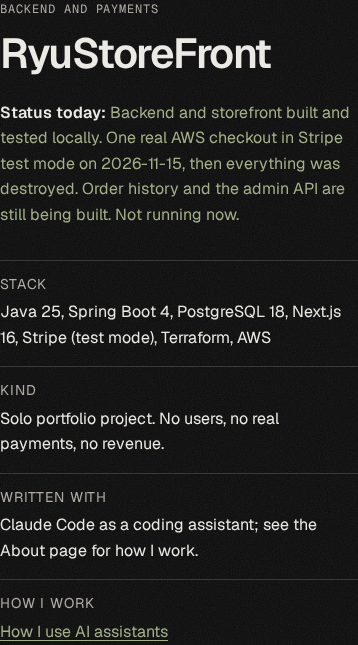 BACKEND AND PAYMENTS
RyuStoreFront
Status today: Backend and storefront built and
tested locally. One real AWS checkout in Stripe
test mode on 2026-11-15, then everything was
destroyed. Order history and the admin API are
still being built. Not running now.
STACK
Java 25, Spring Boot 4, PostgreSQL 18, Next.js
16, Stripe (test mode), Terraform, AWS
KIND
Solo portfolio project. No users, no real
payments, no revenue.
WRITTEN WITH
Claude Code as a coding assistant; see the
About page for how I work.
HOW I WORK
How I use AI assistants